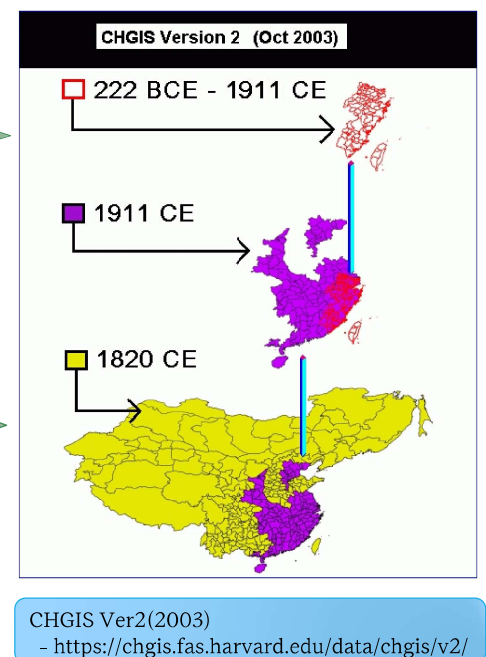 CHGIS Version 2 (Oct 2003)
222 BCE - 1911 CE
1911 CE
1820 CE
CHGIS Ver2(2003)
- https://chgis.fas.harvard.edu/data/chgis/v2/